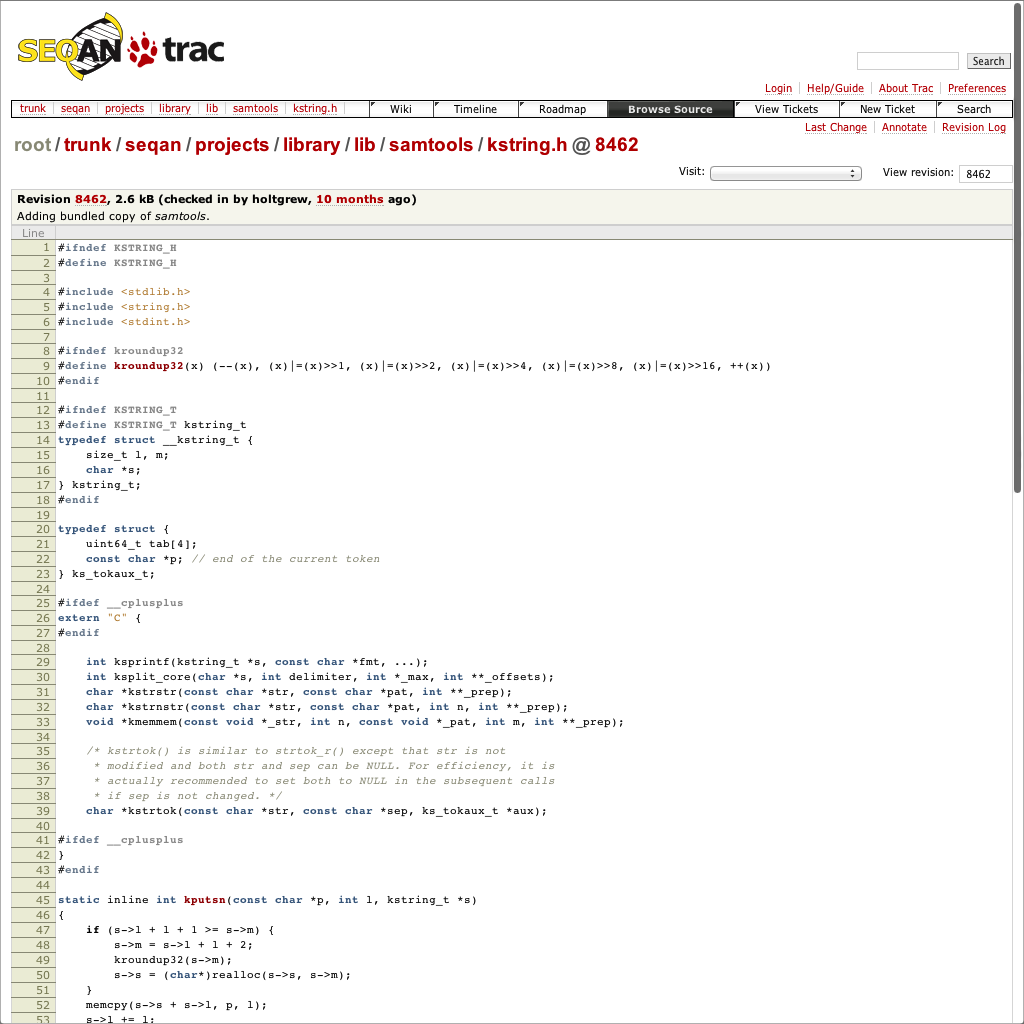 SEQAN trac
Search
Login Help/Guide About Trac Preferences
trunk seqan projects library lib samtools kstring.h Wiki Timeline Roadmap Browse Source View Tickets New Ticket Search
Last Change Annotate Revision Log
root / trunk / seqan / projects / library / lib / samtools / kstring.h @ 8462
Visit: View revision: 8462
Revision 8462, 2.6 kB (checked in by holtgrew, 10 months ago)
Adding bundled copy of samtools.
Line
1 #ifndef KSTRING_H
2 #define KSTRING_H
3
4 #include <stdlib.h>
5 #include <string.h>
6 #include <stdint.h>
7
8 #ifndef kroundup32
9 #define kroundup32(x) (--(x), (x)|=(x)>>1, (x)|=(x)>>2, (x)|=(x)>>4, (x)|=(x)>>8, (x)|=(x)>>16, ++(x))
10 #endif
11
12 #ifndef KSTRING_T
13 #define KSTRING_T kstring_t
14 typedef struct __kstring_t {
15 size_t l, m;
16 char *s;
17 } kstring_t;
18 #endif
19
20 typedef struct {
21 uint64_t tab[4];
22 const char *p; // end of the current token
23 } ks_tokaux_t;
24
25 #ifdef __cplusplus
26 extern "C" {
27 #endif
28
29 int ksprintf(kstring_t *s, const char *fmt, ...);
30 int ksplit_core(char *s, int delimiter, int *_max, int **_offsets);
31 char *kstrstr(const char *str, const char *pat, int **_prep);
32 char *kstrnstr(const char *str, const char *pat, int n, int **_prep);
33 void *kmemmem(const void *_str, int n, const void *_pat, int m, int **_prep);
34
35 /* kstrtok() is similar to strtok_r() except that str is not
36 * modified and both str and sep can be NULL. For efficiency, it is
37 * actually recommended to set both to NULL in the subsequent calls
38 * if sep is not changed. */
39 char *kstrtok(const char *str, const char *sep, ks_tokaux_t *aux);
40
41 #ifdef __cplusplus
42 }
43 #endif
44
45 static inline int kputsn(const char *p, int l, kstring_t *s)
46 {
47 if (s->l + l + 1 >= s->m) {
48 s->m = s->l + l + 2;
49 kroundup32(s->m);
50 s->s = (char*)realloc(s->s, s->m);
51 }
52 memcpy(s->s + s->l, p, l);
53 s->l += l;